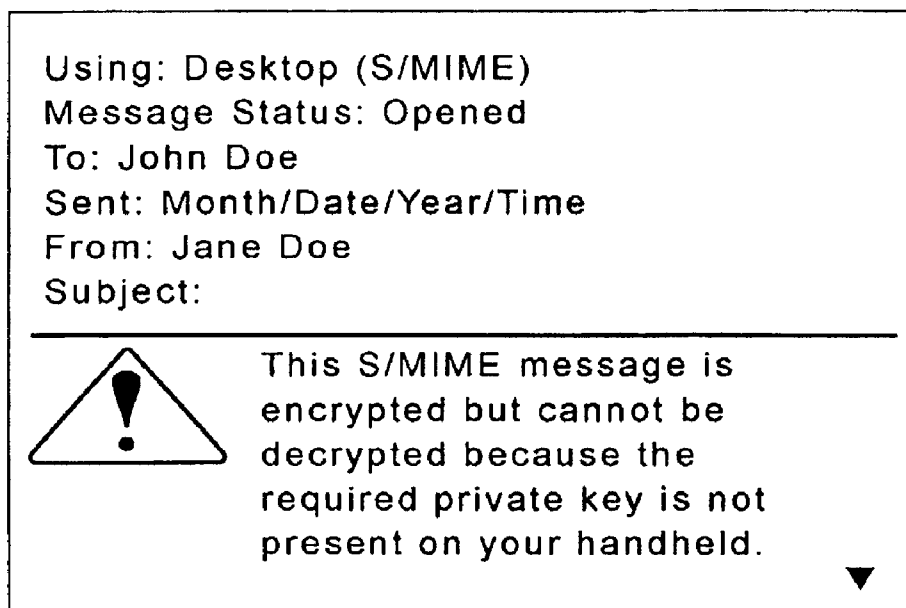 Using: Desktop (S/MIME)
Message Status: Opened
To: John Doe
Sent: Month/Date/Year/Time
From: Jane Doe
Subject:
This S/MIME message is
encrypted but cannot be
decrypted because the
required private key is not
present on your handheld.